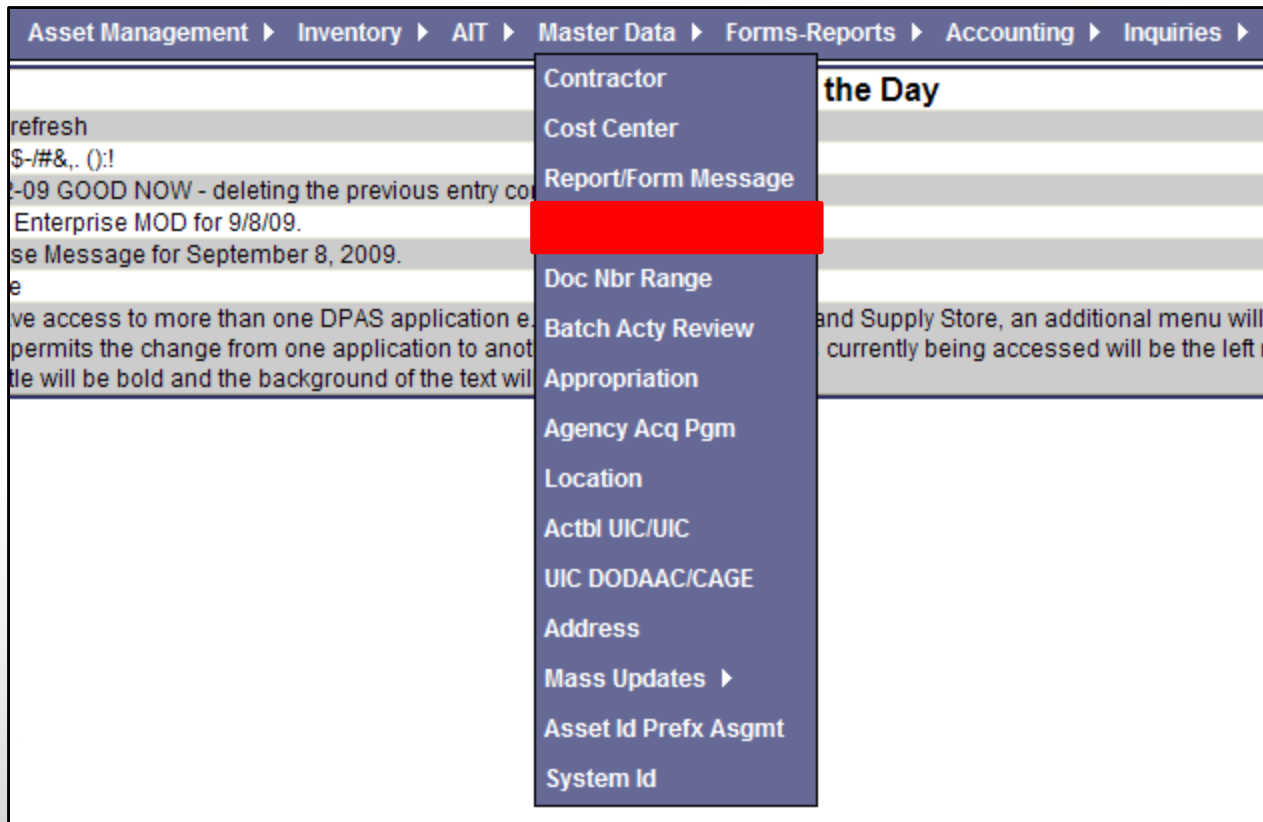 Asset Management Inventory AIT Master Data Forms-Reports Accounting Inquiries
the Day
refresh
$-/#&,. ():!
-09 GOOD NOW - deleting the previous entry
Enterprise MOD for 9/8/09.
se Message for September 8, 2009.
e
ve access to more than one DPAS application e. and Supply Store, an additional menu will
permits the change from one application to anot currently being accessed will be the left
tle will be bold and the background of the text wil
Contractor
Cost Center
Report/Form Message
Doc Nbr Range
Batch Acty Review
Appropriation
Agency Acq Pgm
Location
Actbl UIC/UIC
UIC DODAAC/CAGE
Address
Mass Updates
Asset Id Prefx Asgmt
System Id